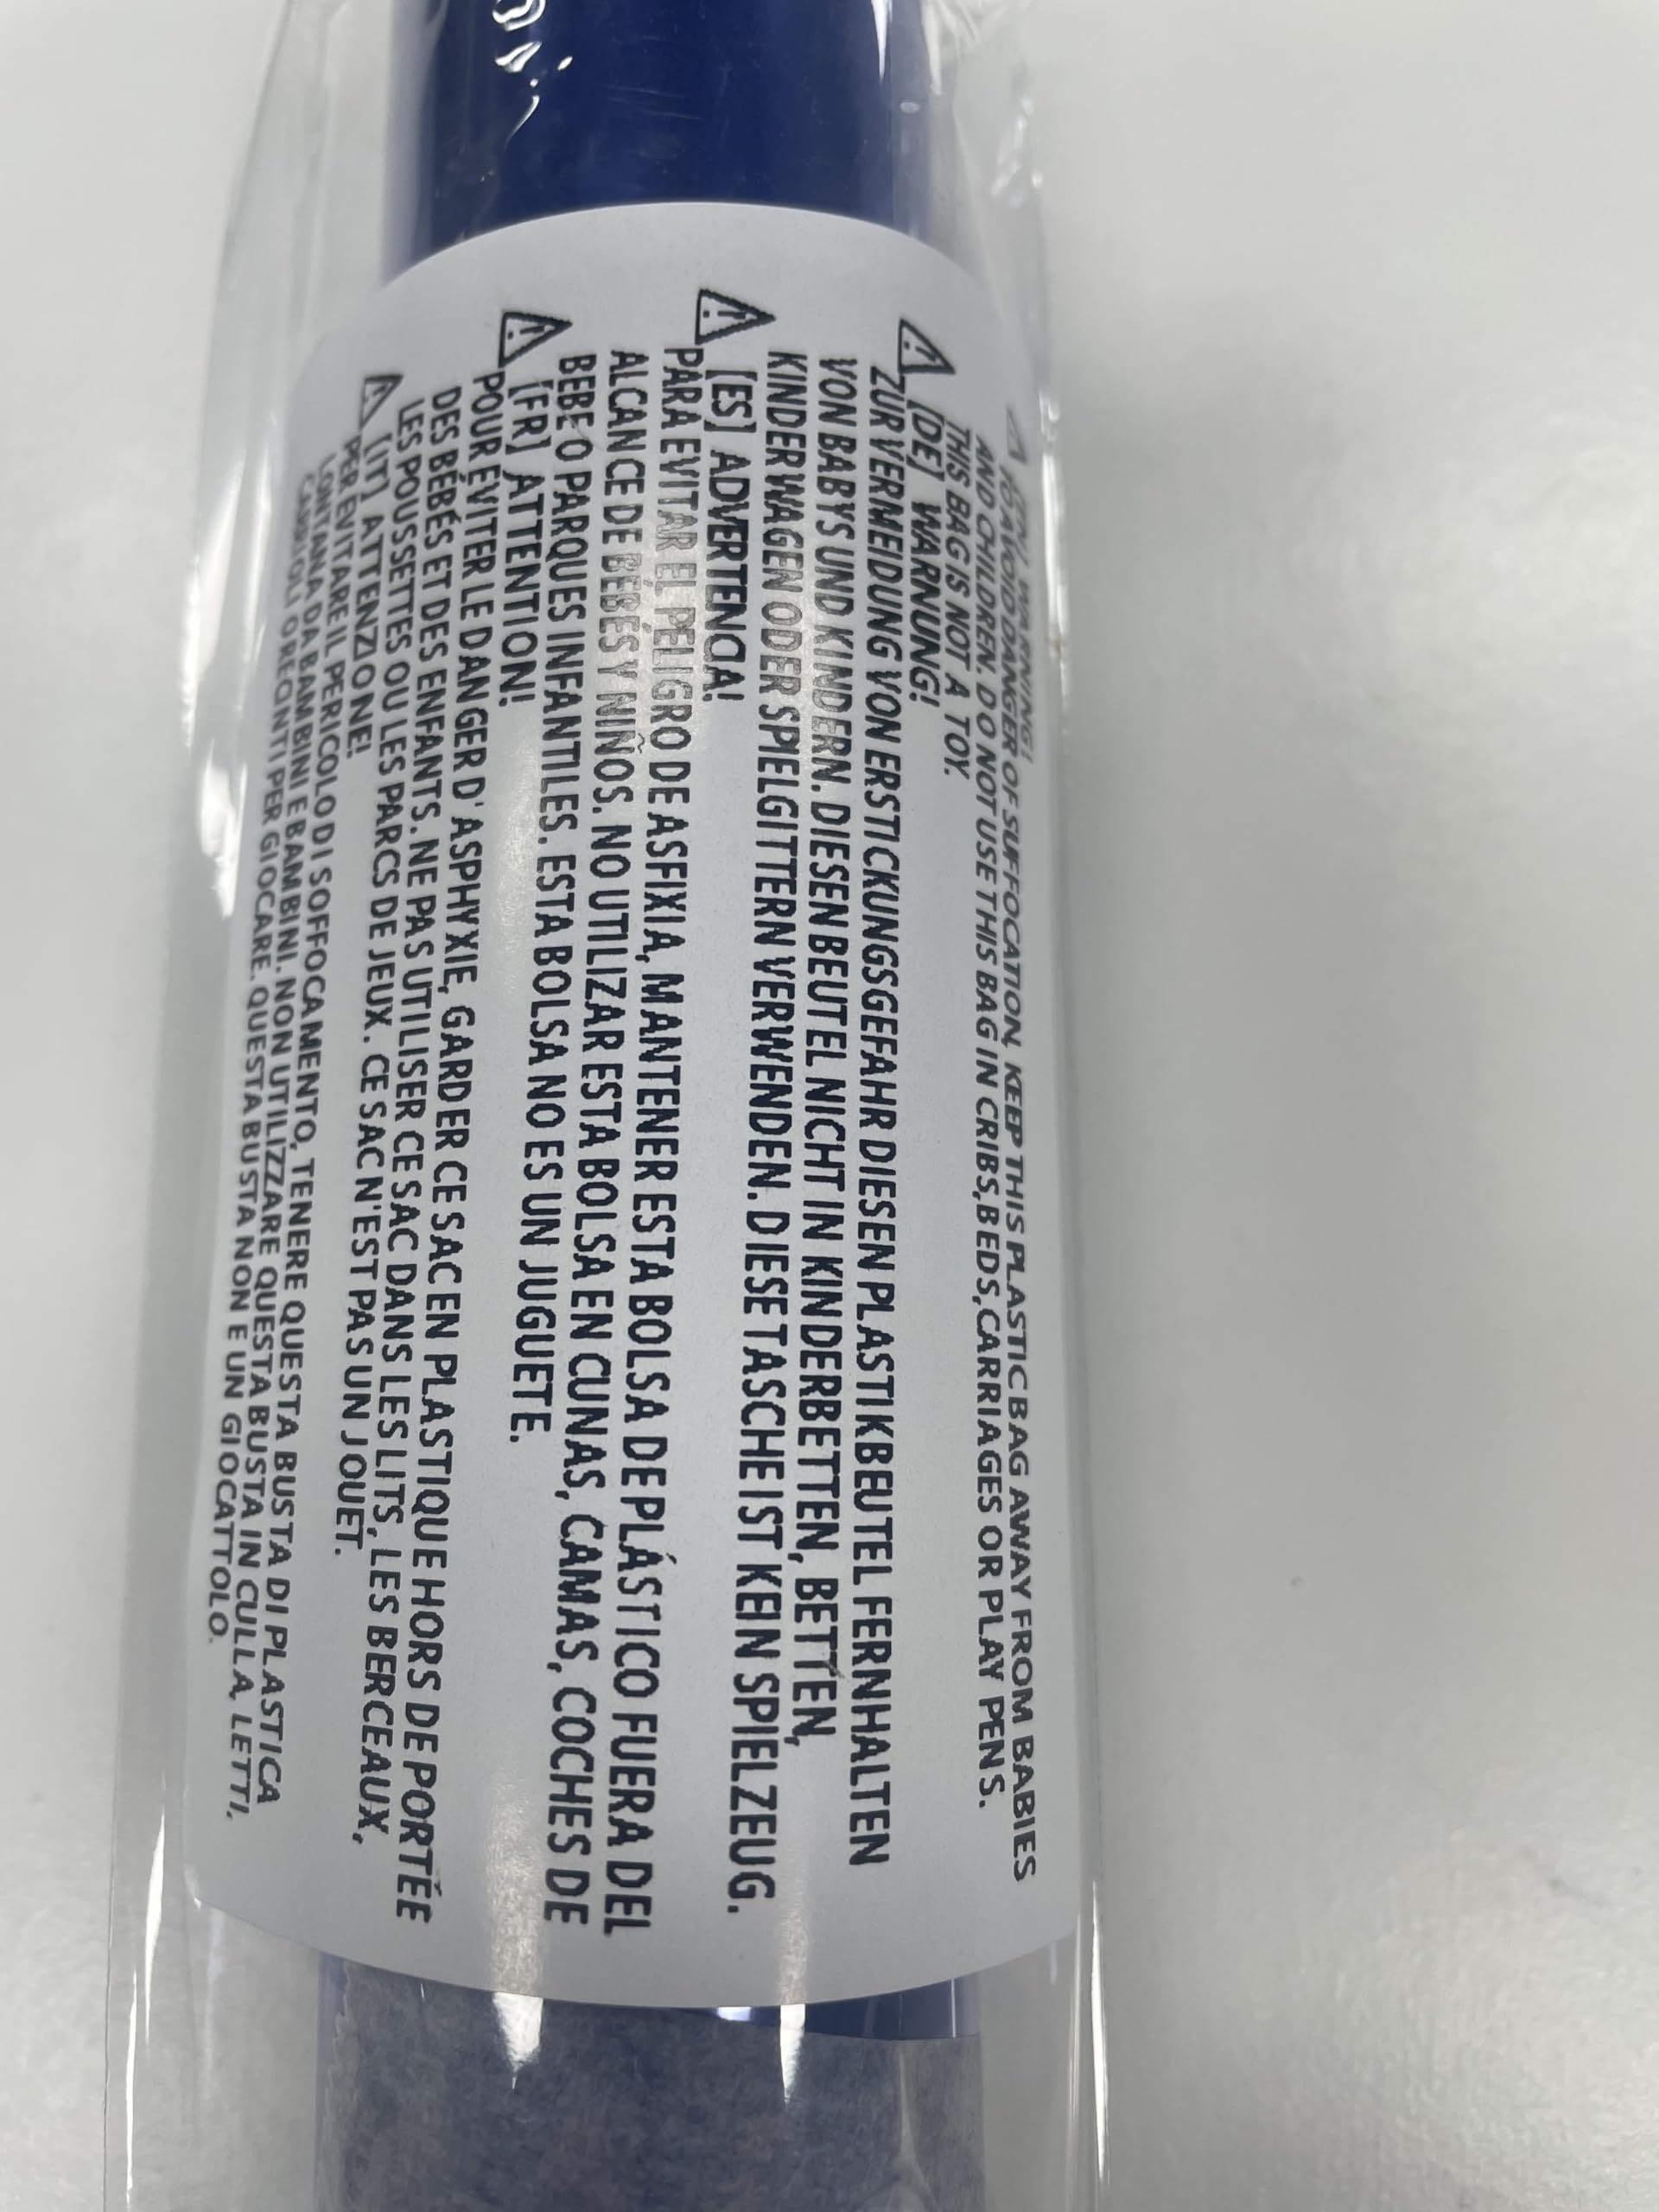 [EN] WARNING!
TO AVOID DANGER OF SUFFOCATION, KEEP THIS PLASTIC BAG AWAY FROM BABIES
AND CHILDREN. DO NOT USE THIS BAG IN CRIBS,BEDS,CARRIAGES OR PLAY PENS.
THIS BAG IS NOT A TOY.
[DE] WARNUNG!
ZUR VERMEIDUNG VON ERSTICKUNGSGEFAHR DIESEN PLASTIKBEUTEL FERNHALTEN
VON BABYS UND KINDERN. DIESEN BEUTEL NICHT IN KINDERBETTEN, BETTEN,
KINDERWAGEN ODER SPIELGITTERN VERWENDEN. DIESE TASCHE IST KEIN SPIELZEUG.
[ES] ADVERTENCIA!
PARA EVITAR EL PELIGRO DE ASFIXIA, MANTENER ESTA BOLSA DE PLÁSTICO FUERA DEL
ALCANCE DE BEBES Y NIÑOS. NO UTILIZAR ESTA BOLSA EN CUNAS, CAMAS, COCHES DE
BEBE O PARQUES INFANTILES. ESTA BOLSA NO ES UN JUGUETE.
[FR] ATTENTION!
POUR ÉVITER LE DANGER D'ASPHYXIE, GARDER CE SAC EN PLASTIQUE HORS DE PORTÉE
DES BÉBÉS ET DES ENFANTS. NE PAS UTILISER CE SAC DANS LES LITS, LES BERCEAUX,
LES POUSSETTES OU LES PARCS DE JEUX. CE SAC N'EST PAS UN JOUET.
[IT] ATTENZIONE!
PER EVITARE IL PERICOLO DI SOFFOCAMENTO, TENERE QUESTA BUSTA DI PLASTICA
LONTANA DA BAMBINI E BAMBINI. NON UTILIZZARE QUESTA BUSTA IN CULLA, LETTI,
CARRIOLI O RECINTI PER GIOCARE. QUESTA BUSTA NON E UN GIOCATTOLO.